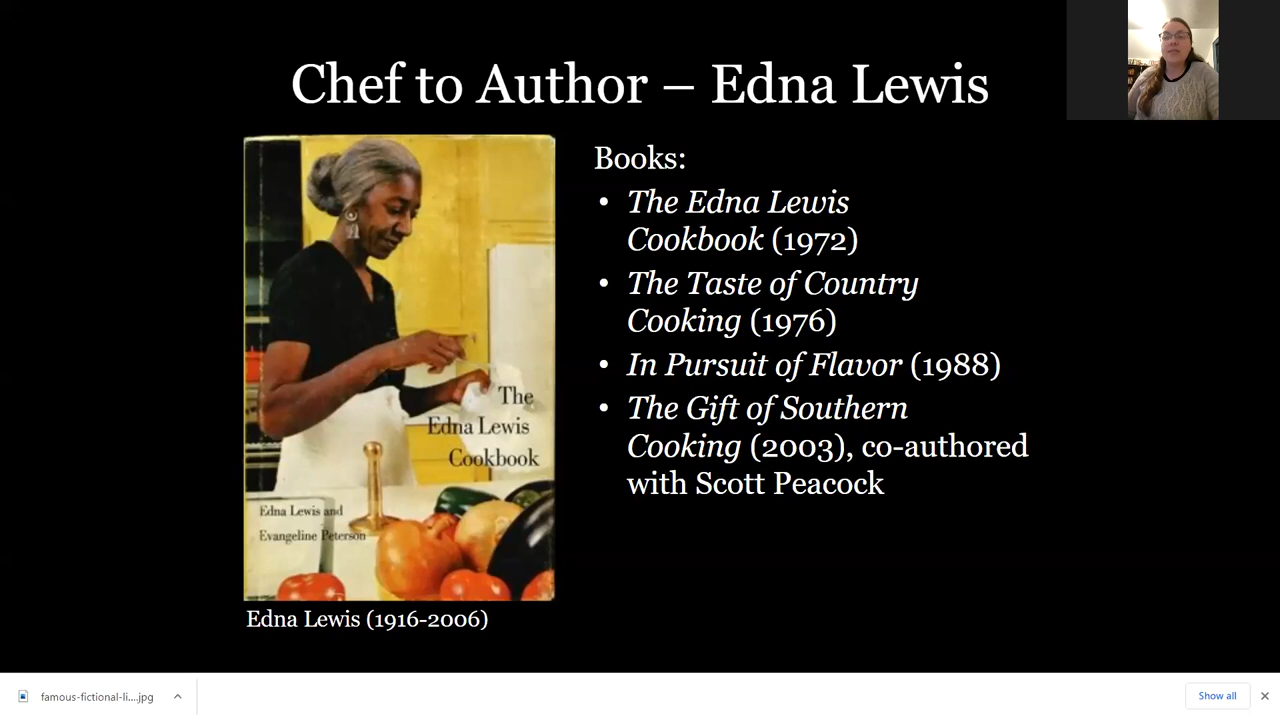 Chef to Author – Edna Lewis
The
Edna Lewis
Cookbook
Edna Lewis and
Evangeline Peterson
Edna Lewis (1916-2006)
Books:
• The Edna Lewis
Cookbook (1972)
• The Taste of Country
Cooking (1976)
• In Pursuit of Flavor (1988)
• The Gift of Southern
Cooking (2003), co-authored
with Scott Peacock
famous-fictional-li....jpg
Show all